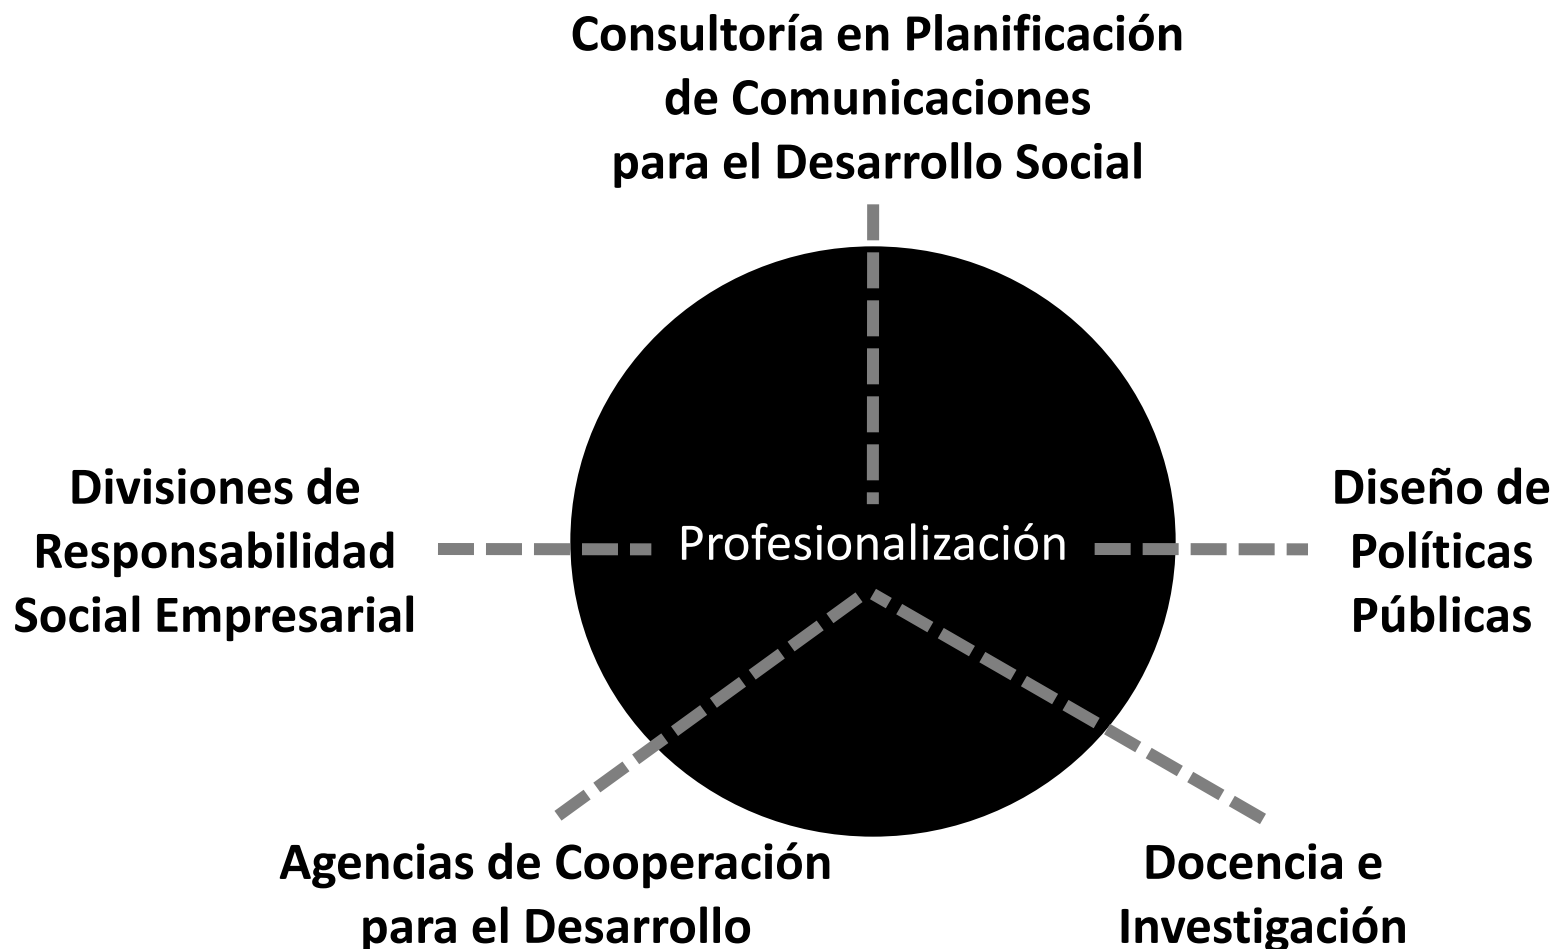 Consultoría en Planificación
de Comunicaciones
para el Desarrollo Social
Divisiones de
Responsabilidad
Social Empresarial
Profesionalización
Diseño de
Políticas
Públicas
Agencias de Cooperación
para el Desarrollo
Docencia e
Investigación